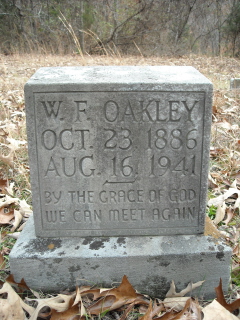 W. F. OAKLEY
OCT. 23 1886
AUG. 16, 1941
BY THE GRACE OF GOD
WE CAN MEET AGAIN